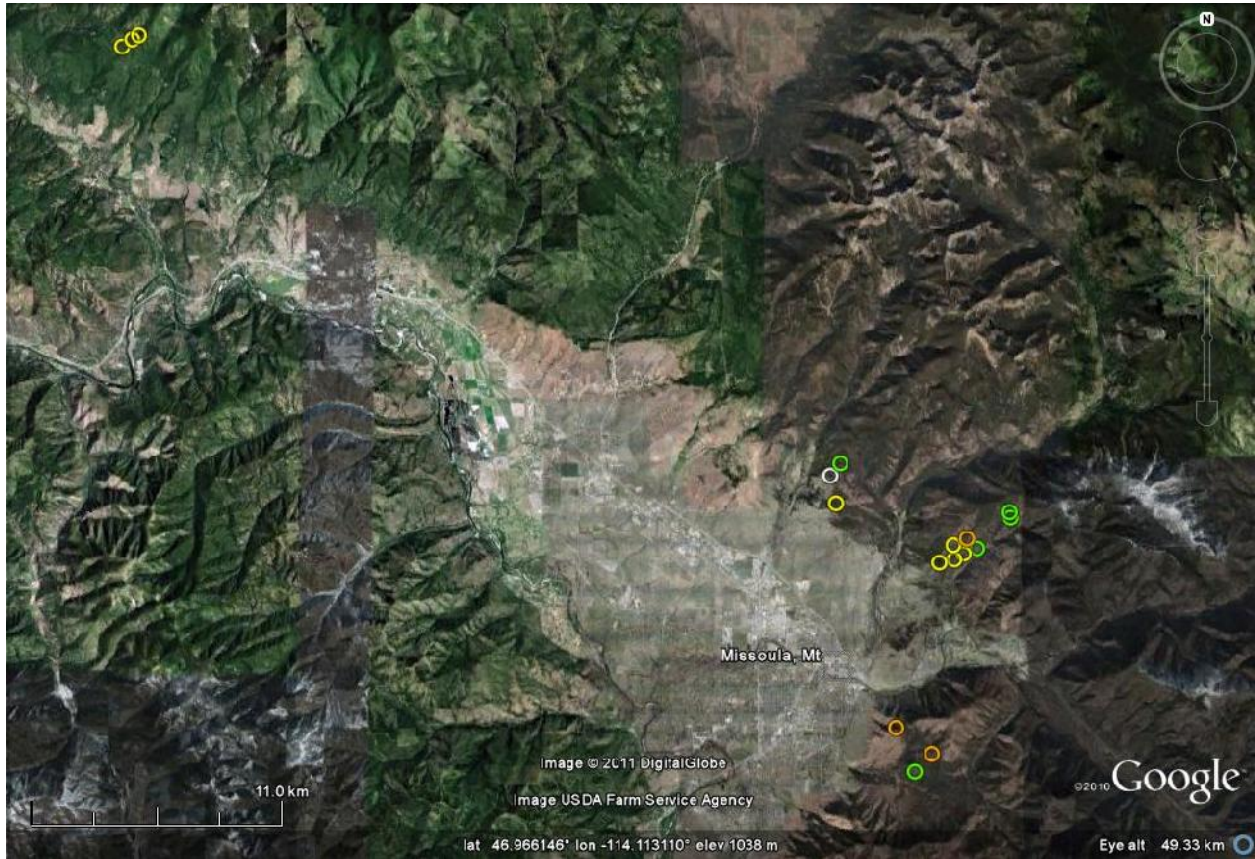 N
Missoula, Mt
Image © 2011 DigitalGlobe
Image USDA Farm Service Agency
©2010 Google
11.0 km
lat 46.966146° lon -114.113110° elev 1038 m
Eye alt 49.33 km